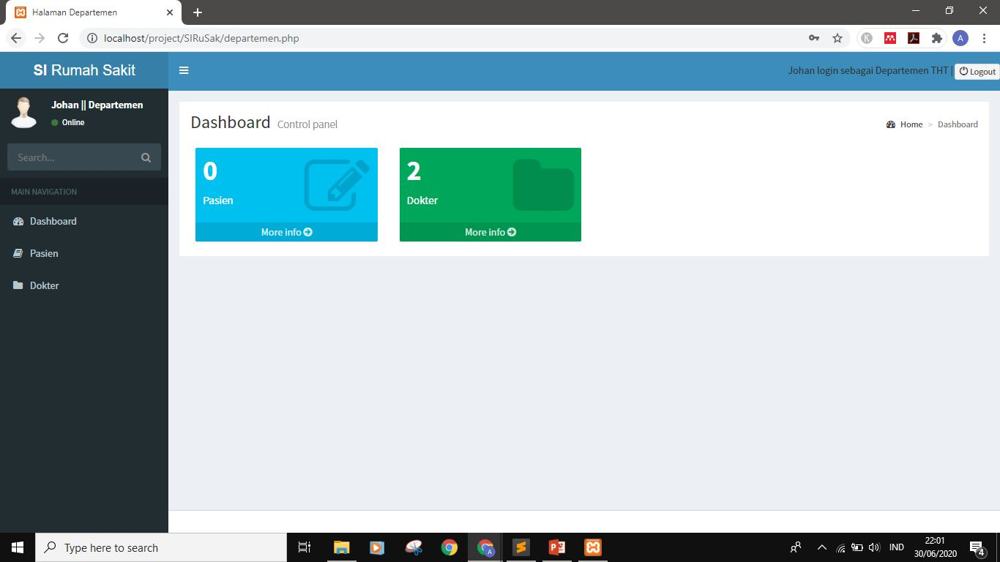 Halaman Departemen
localhost/project/SIRuSak/departemen.php
A
SI Rumah Sakit
Johan login sebagai Departemen THT | Logout
Johan || Departemen
Online
Search...
MAIN NAVIGATION
Dashboard
Pasien
Dokter
Dashboard Control panel
Home > Dashboard
0
Pasien
More info
2
Dokter
More info
Type here to search
IND
22:01
30/06/2020
4